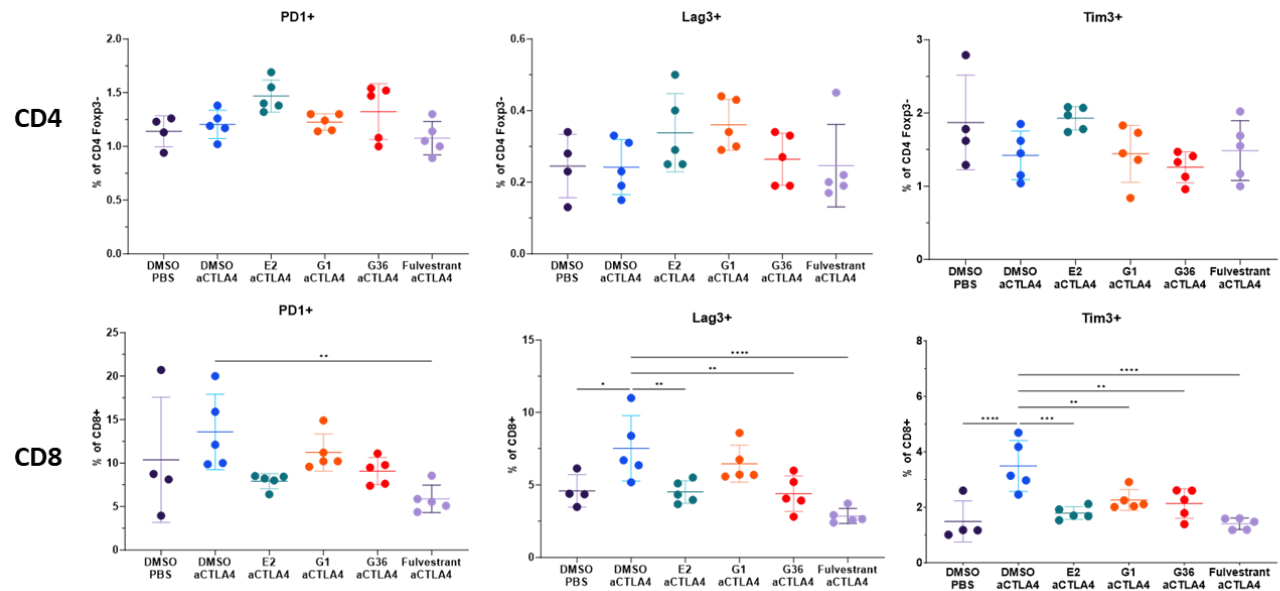 PD1+
Lag3+
Tim3+
CD4
% of CD4 Foxp3-
2.0
1.5
1.0
0.5
0.0
DMSO
PBS
DMSO
aCTLA4
E2
aCTLA4
G1
aCTLA4
G36
aCTLA4
Fulvestrant
aCTLA4
% of CD4 Foxp3-
0.6
0.4
0.2
0.0
DMSO
PBS
DMSO
aCTLA4
E2
aCTLA4
G1
aCTLA4
G36
aCTLA4
Fulvestrant
aCTLA4
% of CD4 Foxp3-
3
2
1
0
DMSO
PBS
DMSO
aCTLA4
E2
aCTLA4
G1
aCTLA4
G36
aCTLA4
Fulvestrant
aCTLA4
CD8
PD1+
% of CD8+
25
20
15
10
5
0
**
DMSO
PBS
DMSO
aCTLA4
E2
aCTLA4
G1
aCTLA4
G36
aCTLA4
Fulvestrant
aCTLA4
Lag3+
% of CD8+
15
10
5
0
****
**
*
**
DMSO
PBS
DMSO
aCTLA4
E2
aCTLA4
G1
aCTLA4
G36
aCTLA4
Fulvestrant
aCTLA4
Tim3+
% of CD8+
8
6
4
2
0
****
**
**
****
***
DMSO
PBS
DMSO
aCTLA4
E2
aCTLA4
G1
aCTLA4
G36
aCTLA4
Fulvestrant
aCTLA4